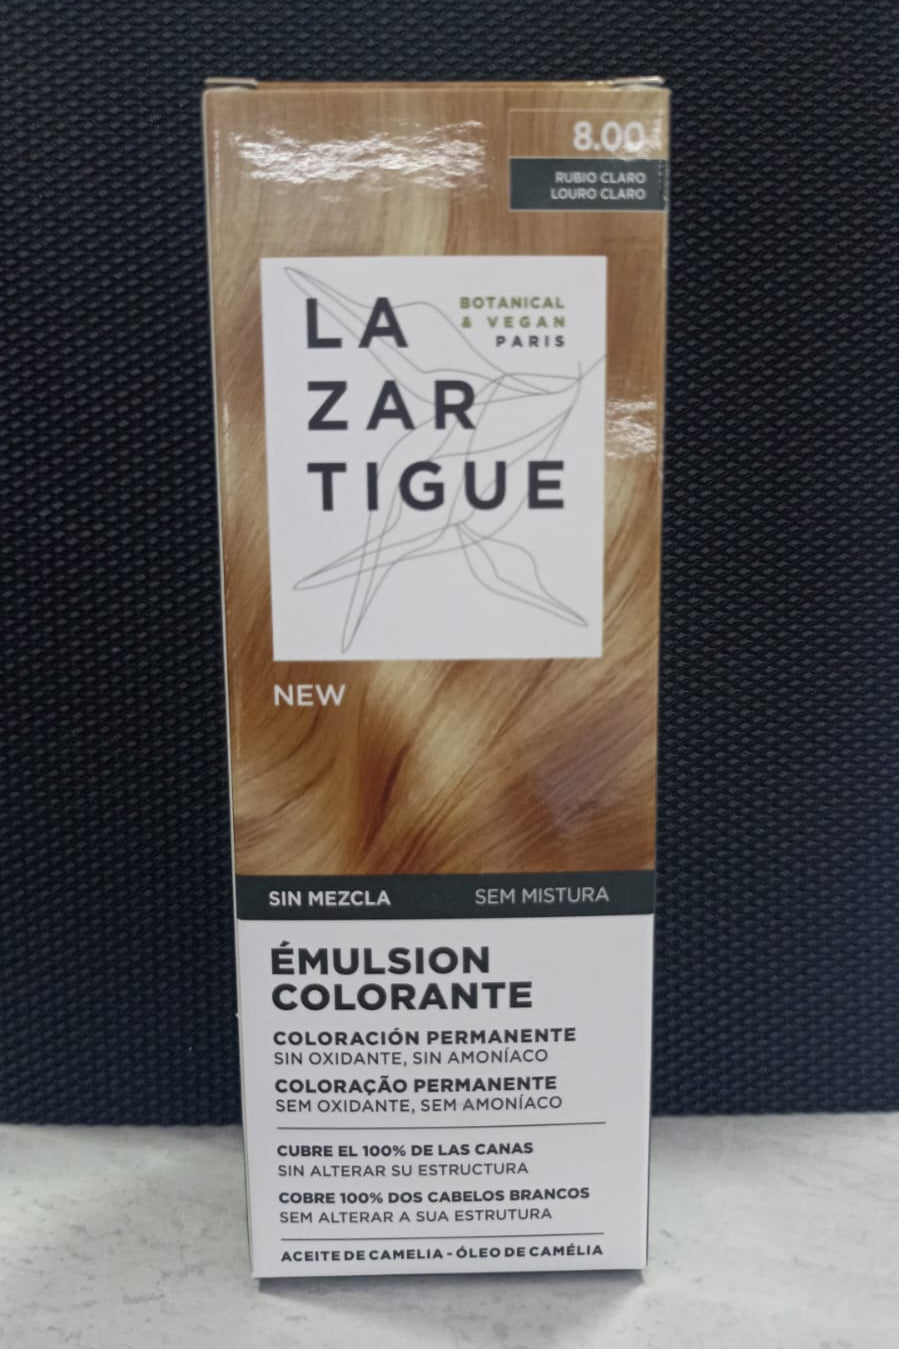 8.00
RUBIO CLARO
LOURO CLARO
LA
ZAR
TIGUE
BOTANICAL
& VEGAN
PARIS
NEW
SIN MEZCLA
SEM MISTURA
ÉMULSION
COLORANTE
COLORACIÓN PERMANENTE
SIN OXIDANTE, SIN AMONÍACO
COLORAÇÃO PERMANENTE
SEM OXIDANTE, SEM AMONÍACO
CUBRE EL 100% DE LAS CANAS
SIN ALTERAR SU ESTRUCTURA
COBRE 100% DOS CABELOS BRANCOS
SEM ALTERAR A SUA ESTRUTURA
ACEITE DE CAMELIA - ÓLEO DE CAMÉLIA